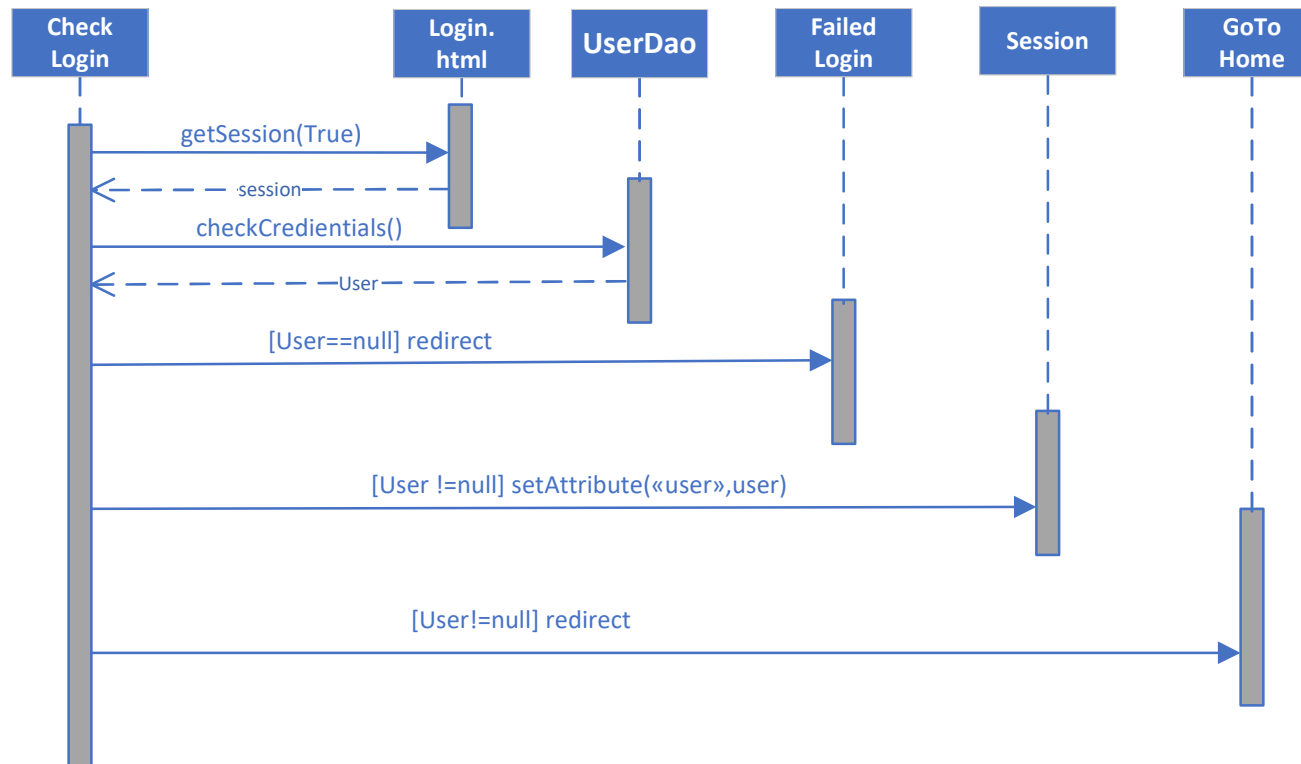 Check
Login
Login.
html
UserDao
Failed
Login
Session
GoTo
Home
getSession(True)
session
checkCredientials()
User
[User==null] redirect
[User !=null] setAttribute(«user»,user)
[User!=null] redirect